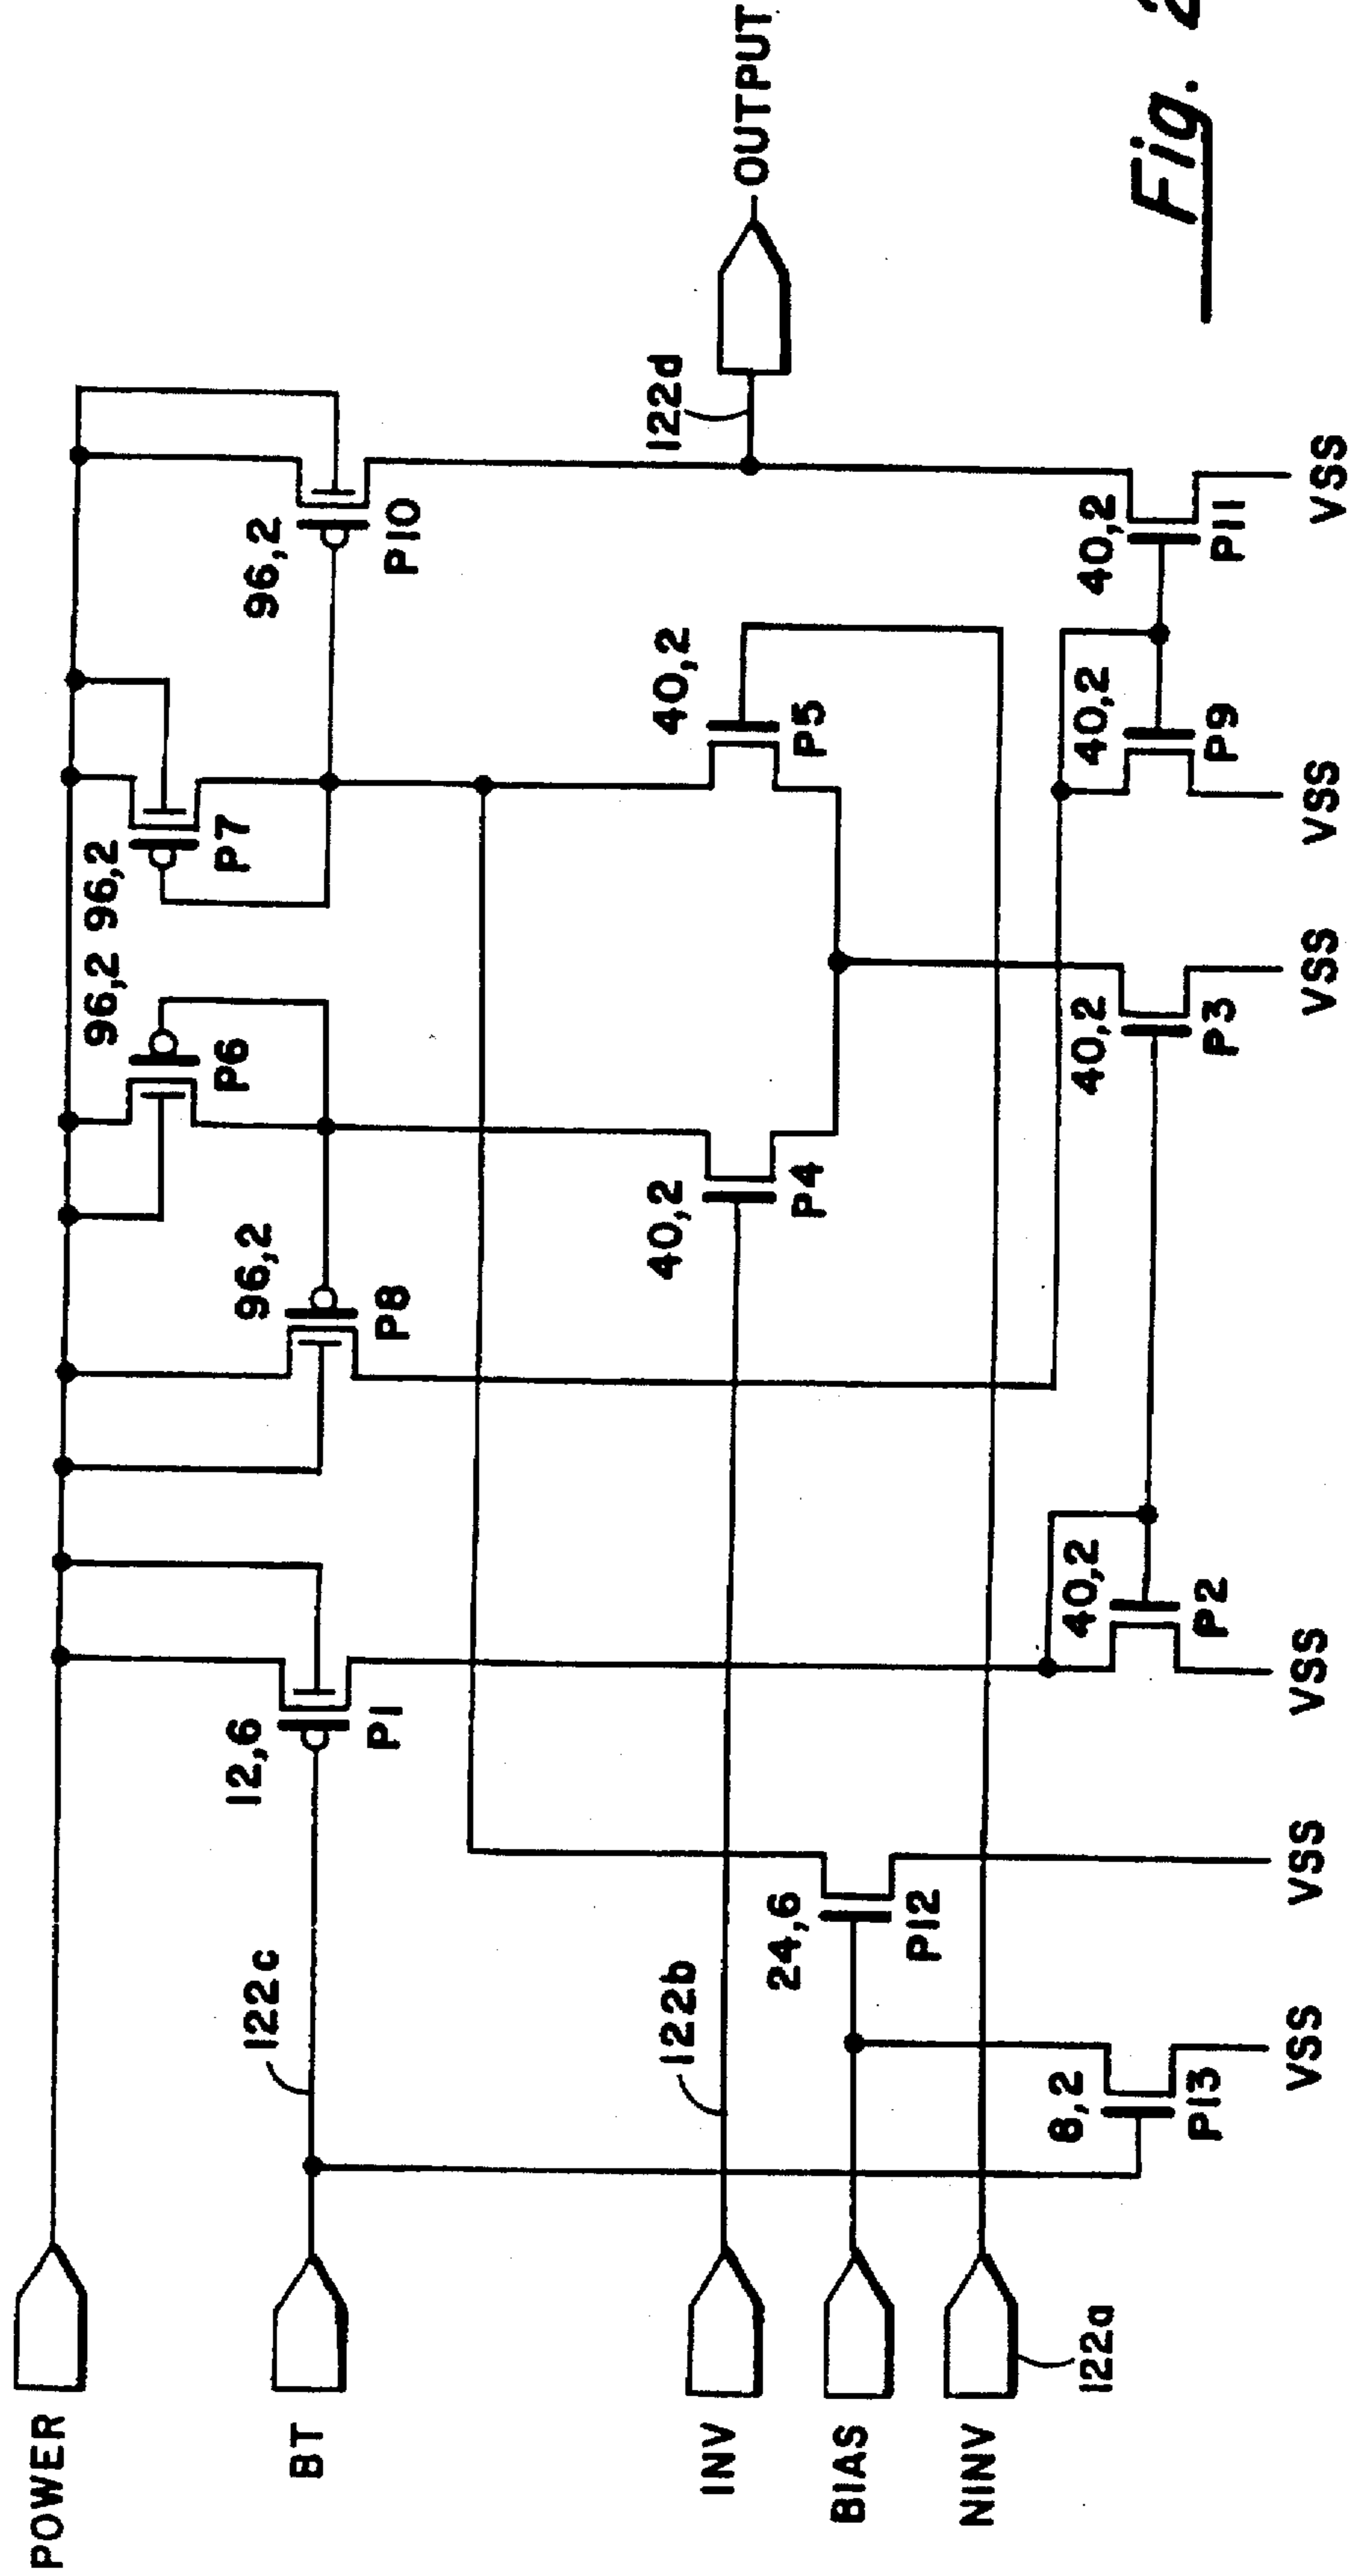 POWER
BT
INV
BIAS
NINV
122a
122b
122c
122d
OUTPUT
12,6
P1
96,2
P8
96,2 96,2
P6
P7
96,2
P10
40,2
P4
40,2
P5
24,6
P12
8,2
P13
40,2
P2
40,2
P3
40,2
P9
40,2
P11
VSS
VSS
VSS
VSS
VSS
VSS
Fig. 2